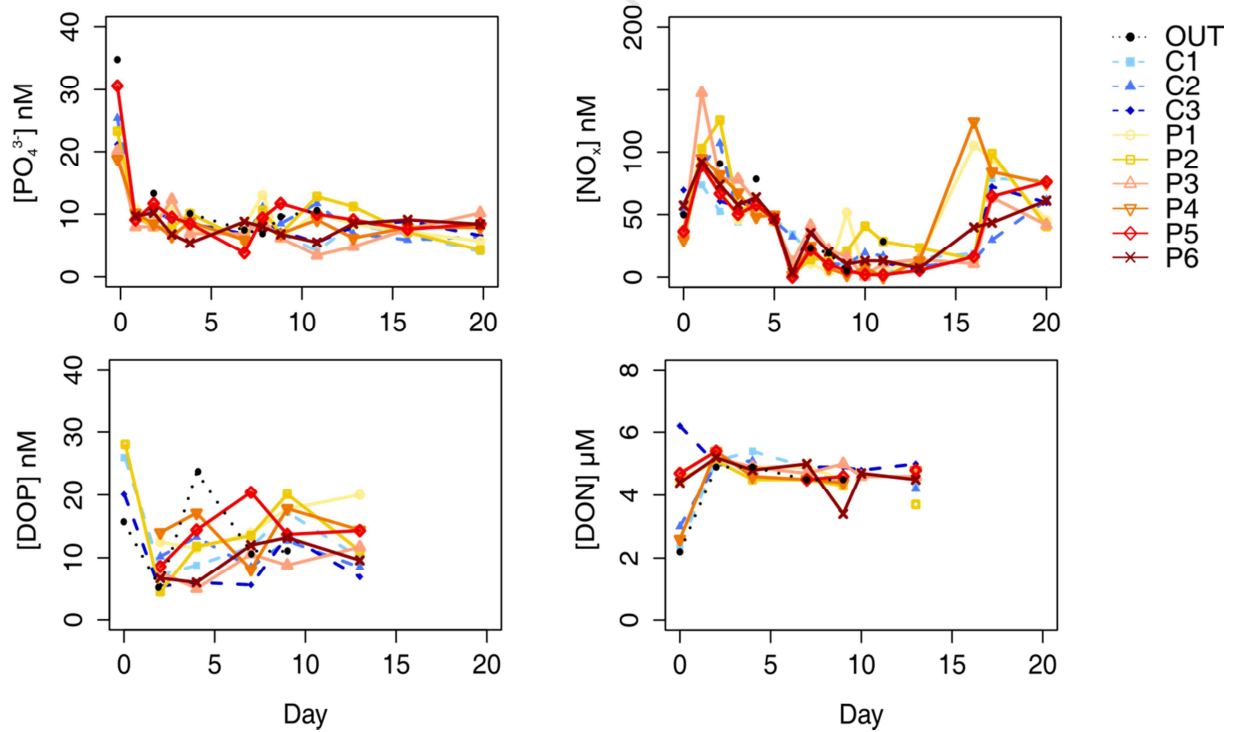 [PO₄³⁻] nM
40
30
20
10
0
0 5 10 15 20
[NOₓ] nM
200
100
50
0
0 5 10 15 20
OUT
C1
C2
C3
P1
P2
P3
P4
P5
P6
[DOP] nM
40
30
20
10
0
0 5 10 15 20
Day
[DON] µM
8
6
4
2
0
0 5 10 15 20
Day